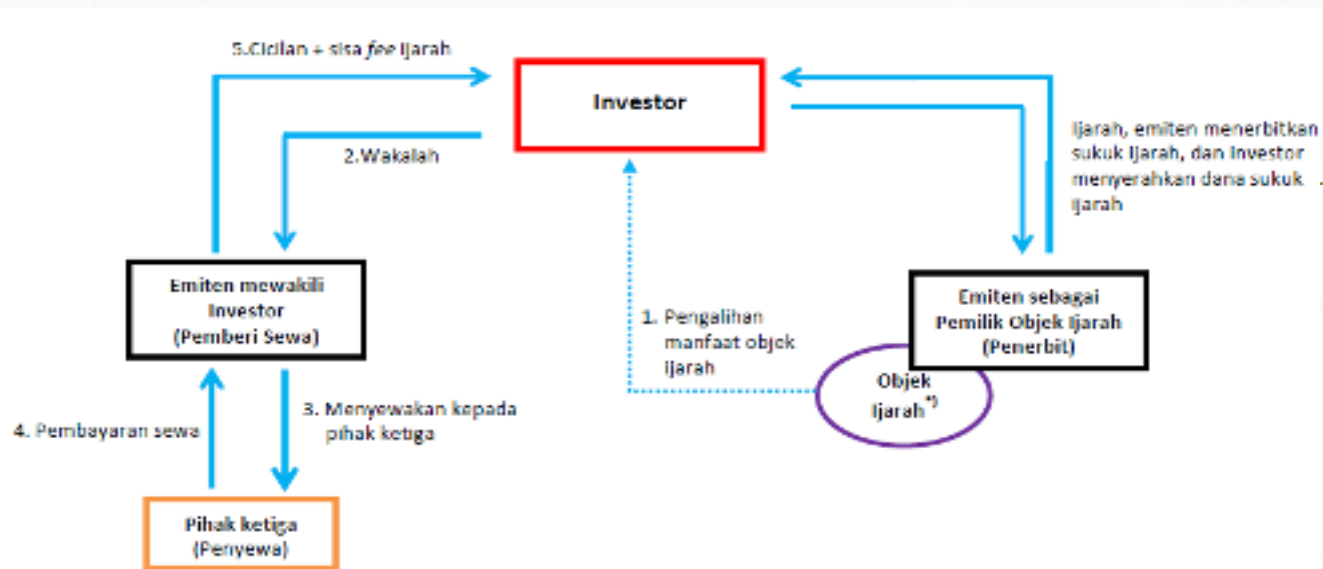 5.Cicilan + sisa fee ijarah
Investor
2.Wakalah
Ijarah, emiten menerbitkan
sukuk ijarah, dan investor
menyerahkan dana sukuk
ijarah
Emiten mewakili
Investor
(Pemberi Sewa)
1. Pengalihan
manfaat objek
ijarah
Emiten sebagai
Pemilik Objek Ijarah
(Penerbit)
Objek
Ijarah*)
4. Pembayaran sewa
3. Menyewakan kepada
pihak ketiga
Pihak ketiga
(Penyewa)